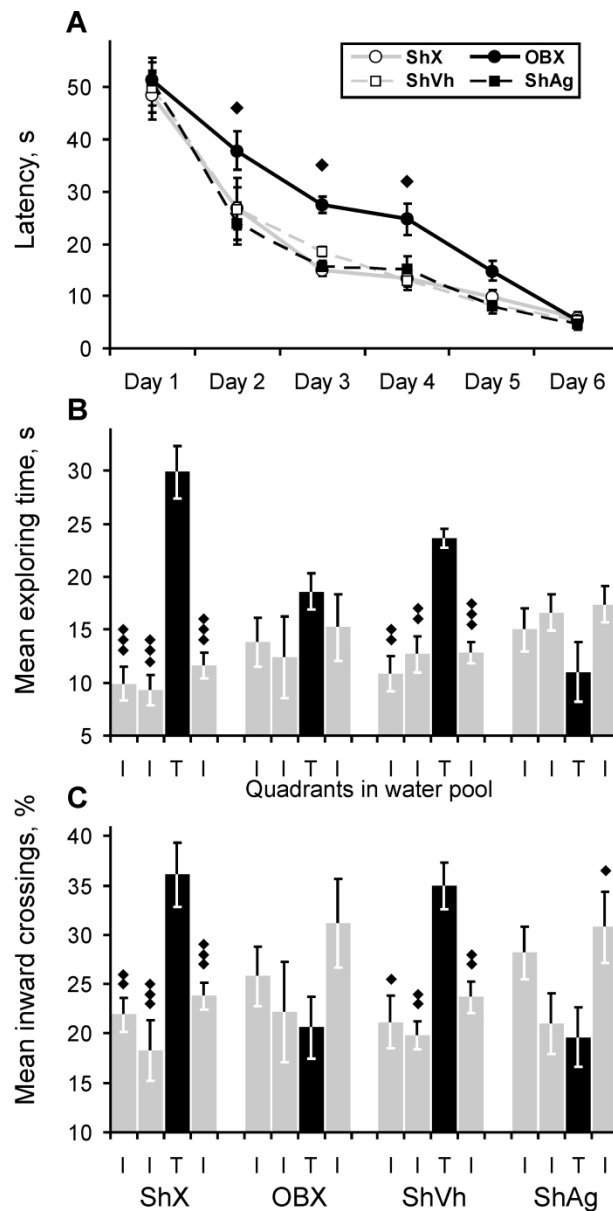 A
ShX OBX
ShVh ShAg
Latency, s
50
40
30
20
10
0
Day 1 Day 2 Day 3 Day 4 Day 5 Day 6
B
Mean exploring time, s
30
25
20
15
10
5
I I T I I I T I I I T I I I T I
Quadrants in water pool
C
Mean inward crossings, %
40
35
30
25
20
15
10
I I T I I I T I I I T I I I T I
ShX OBX ShVh ShAg